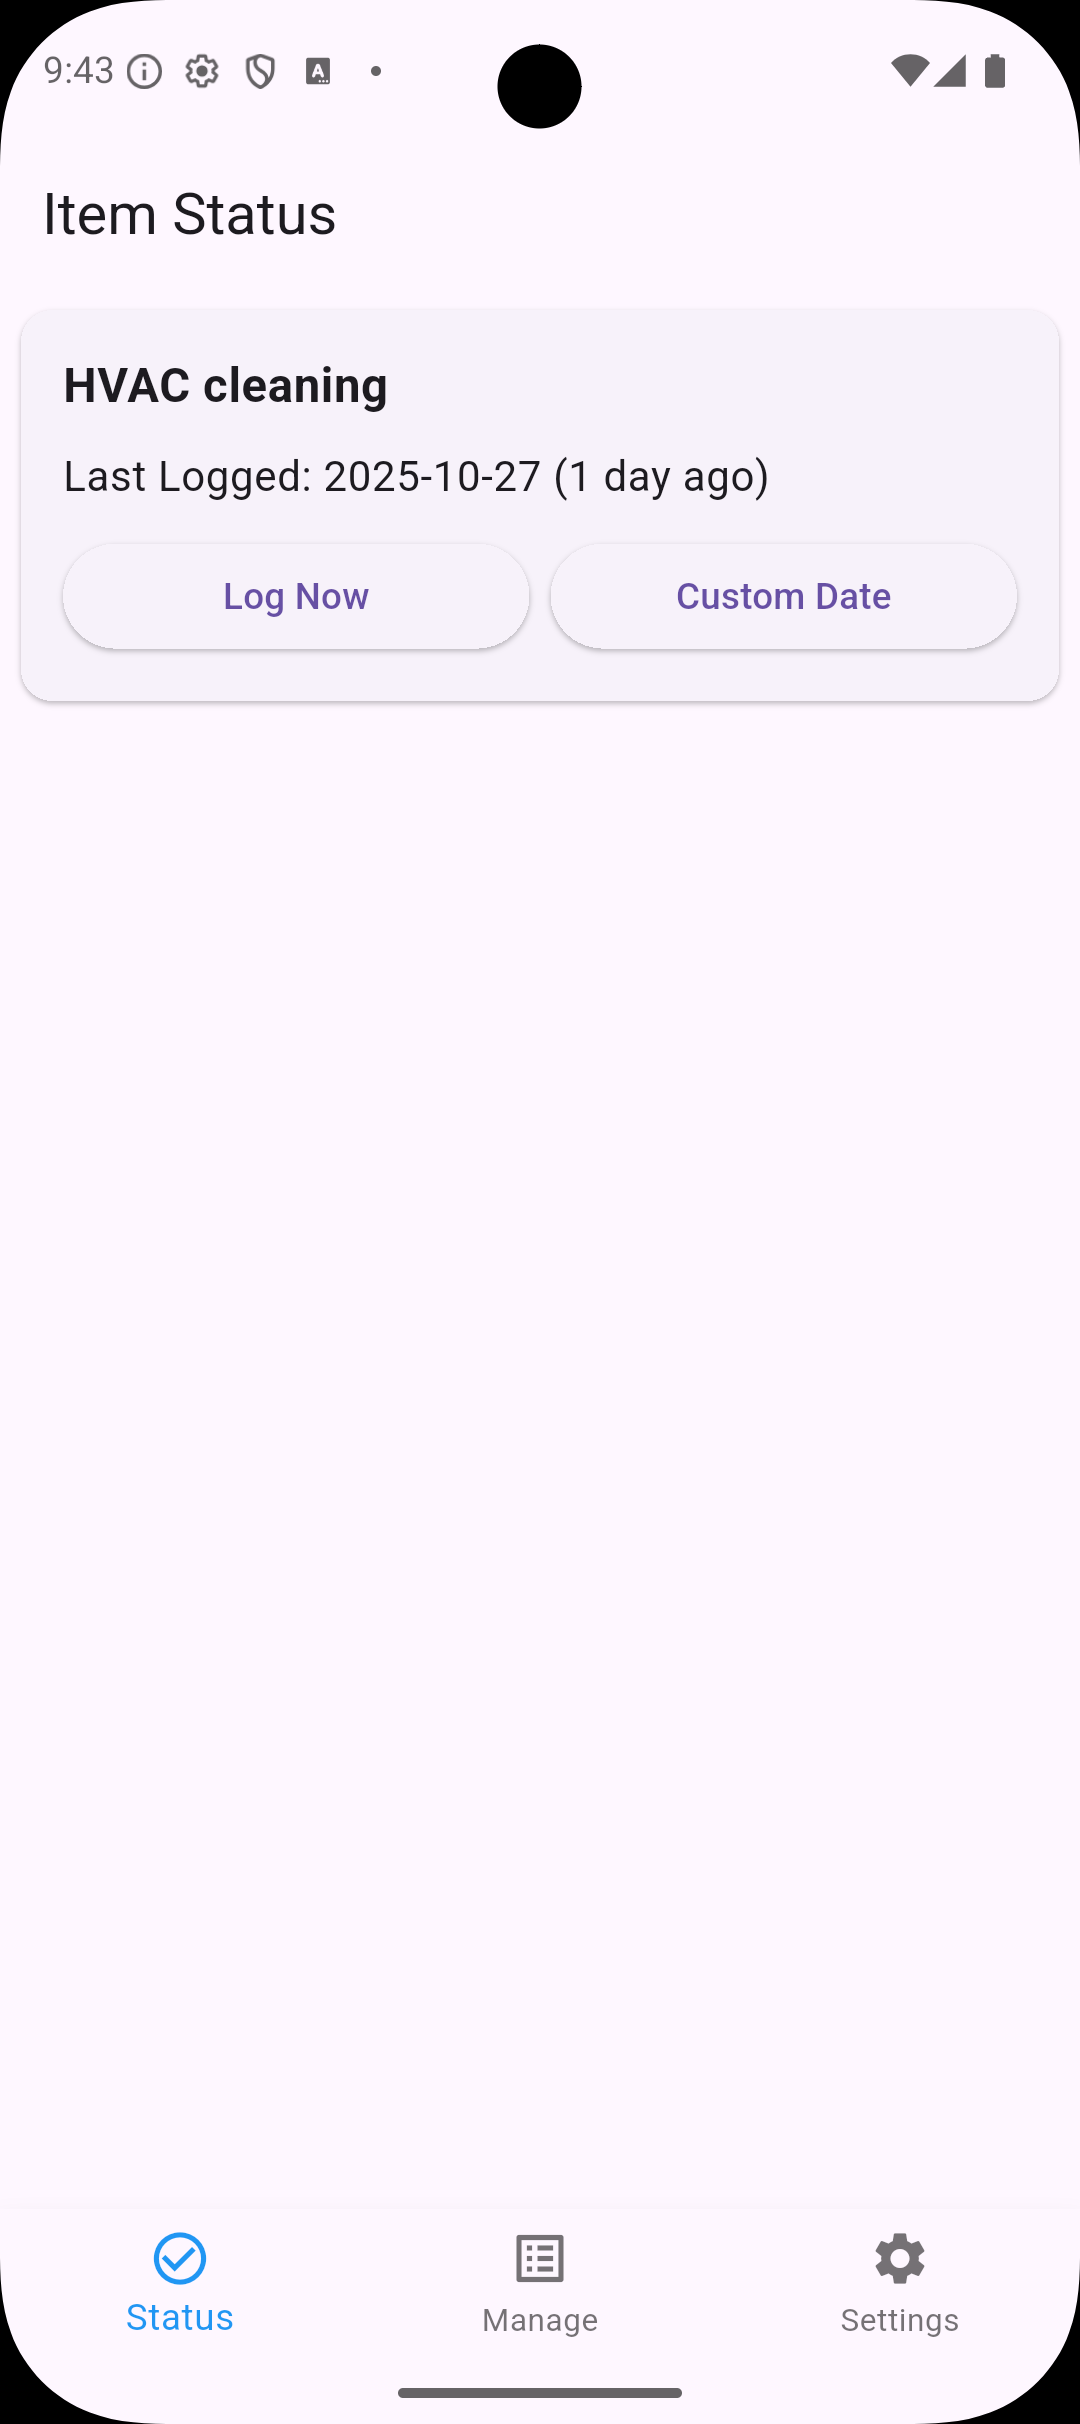 9:43
Item Status
HVAC cleaning
Last Logged: 2025-10-27 (1 day ago)
Log Now Custom Date
Status Manage Settings